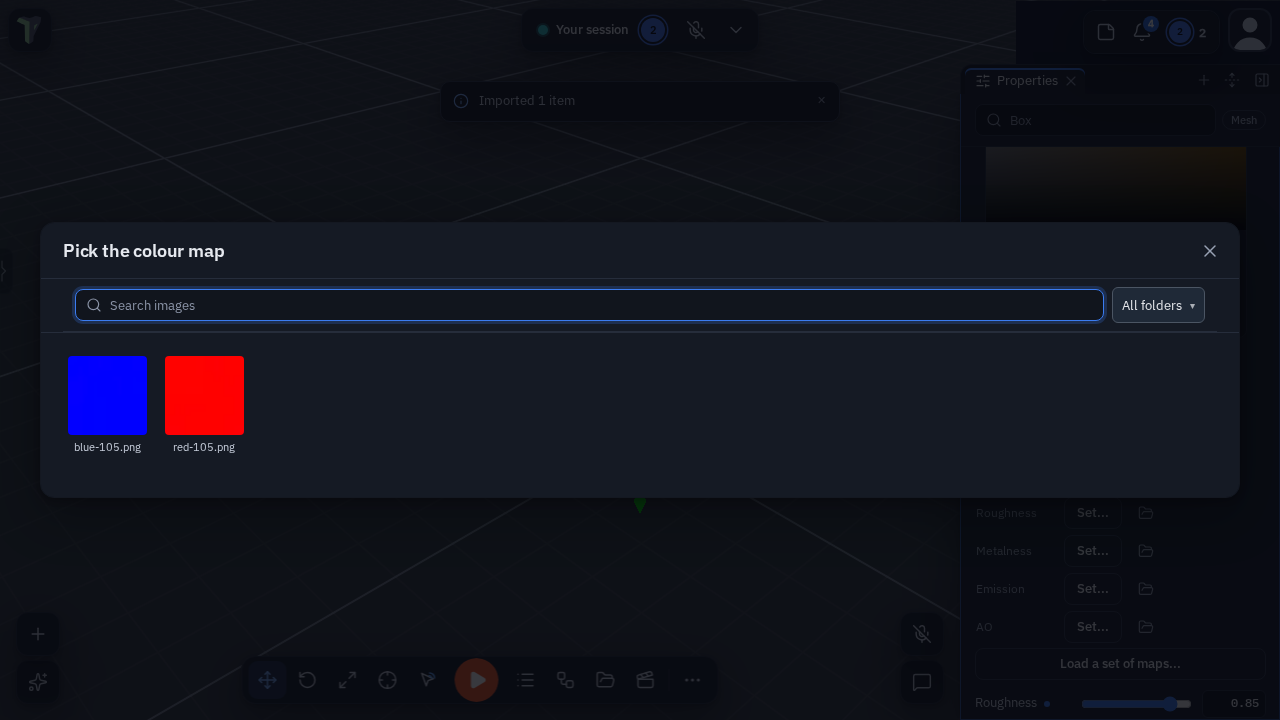 Your session
2
4
2
2
Properties
Imported 1 item
Box
Mesh
Pick the colour map
Search images
All folders
blue-105.png
red-105.png
Roughness
Set...
Metalness
Set...
Emission
Set...
AO
Set...
Load a set of maps...
Roughness
0.85